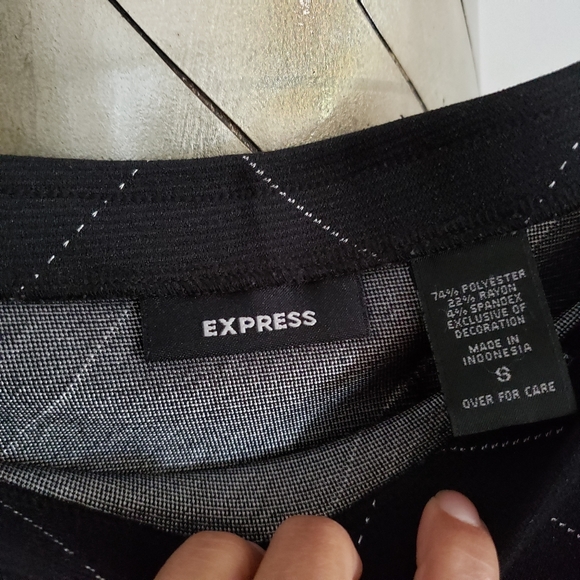 EXPRESS
74% POLYESTER
22% RAYON
4% SPANDEX
EXCLUSIVE OF
DECORATION
MADE IN
INDONESIA
S
OVER FOR CARE